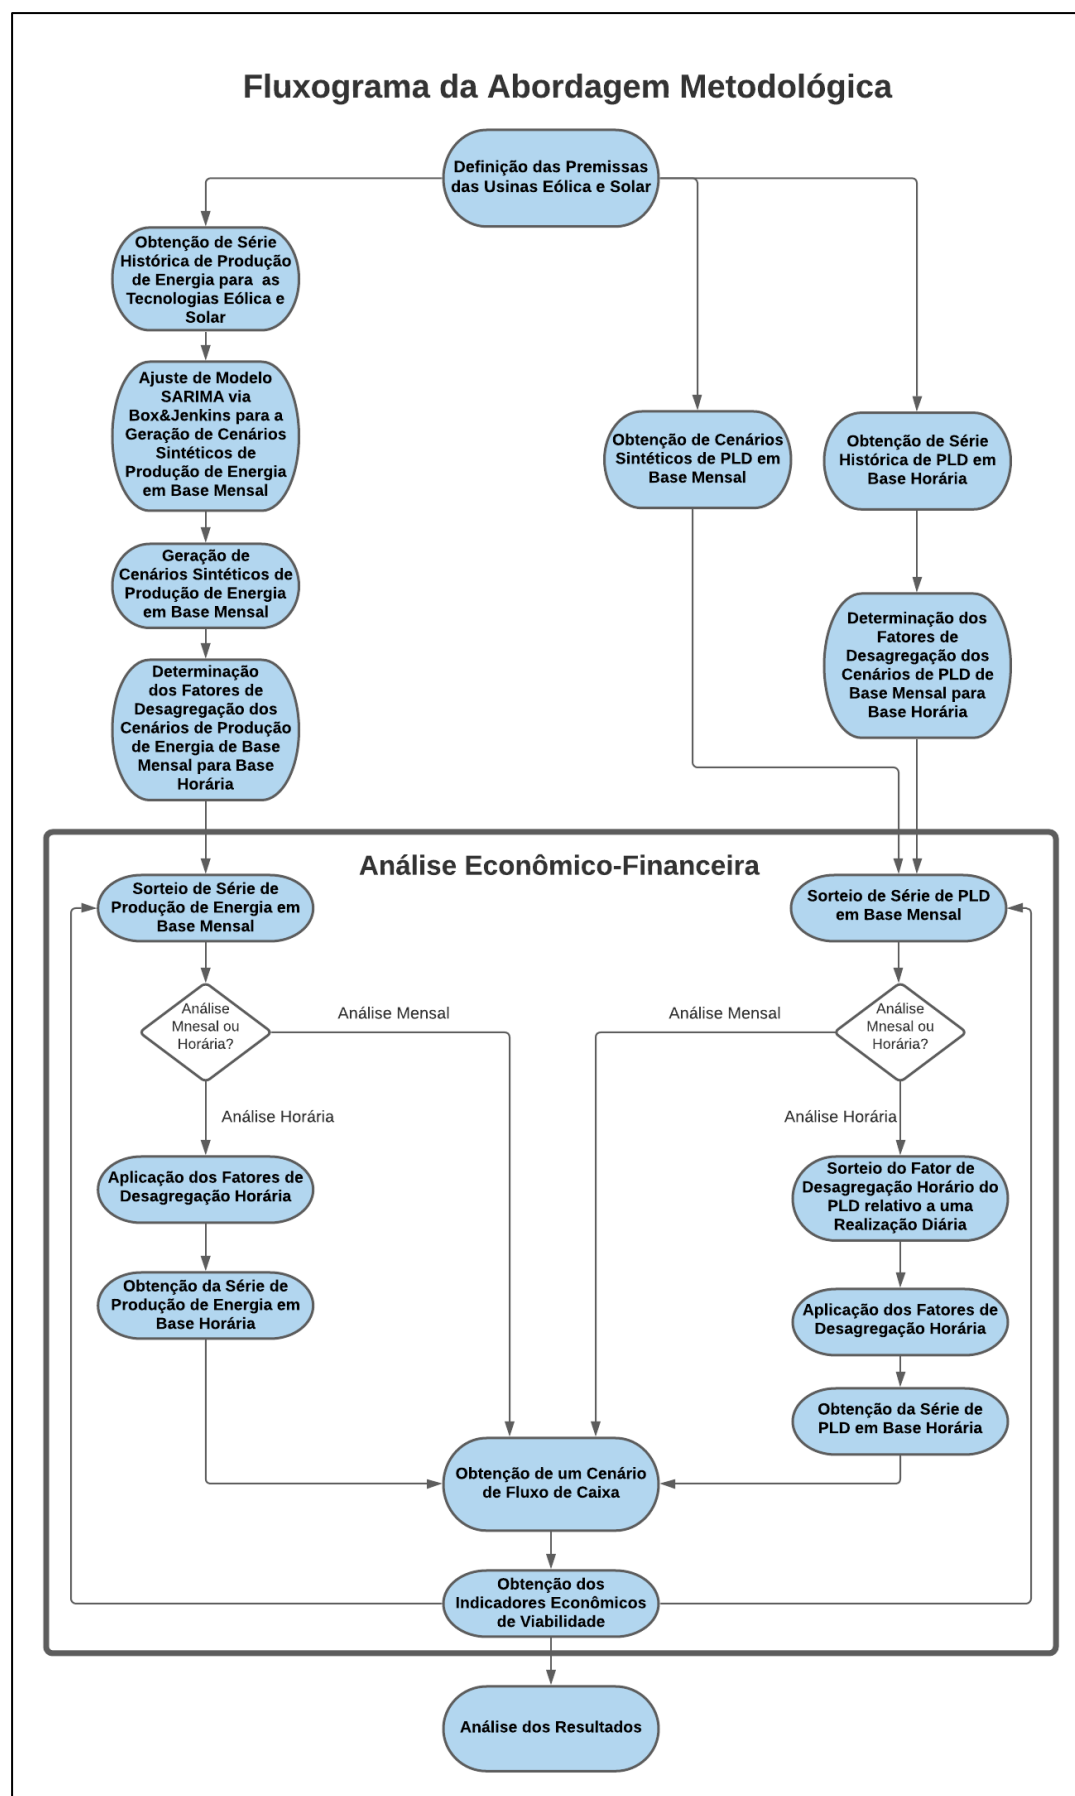 Fluxograma da Abordagem Metodológica
Definição das Premissas
das Usinas Eólica e Solar
Obtenção de Série
Histórica de Produção
de Energia para as
Tecnologias Eólica e
Solar
Ajuste de Modelo
SARIMA via
Box&Jenkins para a
Geração de Cenários
Sintéticos de
Produção de Energia
em Base Mensal
Obtenção de Cenários
Sintéticos de PLD em
Base Mensal
Obtenção de Série
Histórica de PLD em
Base Horária
Geração de
Cenários Sintéticos de
Produção de Energia
em Base Mensal
Determinação dos
Fatores de
Desagregação dos
Cenários de PLD de
Base Mensal para
Base Horária
Determinação
dos Fatores de
Desagregação dos
Cenários de Produção
de Energia de Base
Mensal para Base
Horária
Análise Econômico-Financeira
Sorteio de Série de
Produção de Energia em
Base Mensal
Sorteio de Série de PLD
em Base Mensal
Análise
Mnesal ou
Horária?
Análise Mensal
Análise Mensal
Análise
Mnesal ou
Horária?
Análise Horária
Análise Horária
Aplicação dos Fatores de
Desagregação Horária
Sorteio do Fator de
Desagregação Horário do
PLD relativo a uma
Realização Diária
Obtenção da Série de
Produção de Energia em
Base Horária
Aplicação dos Fatores de
Desagregação Horária
Obtenção da Série de
PLD em Base Horária
Obtenção de um Cenário
de Fluxo de Caixa
Obtenção dos
Indicadores Econômicos
de Viabilidade
Análise dos Resultados